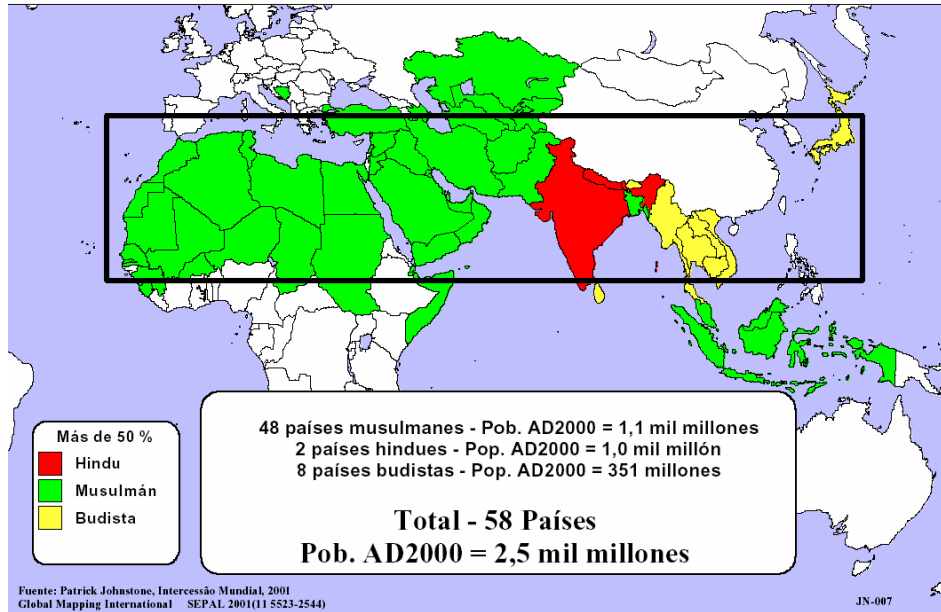 Más de 50 %
Hindu
Musulmán
Budista
48 países musulmanes - Pob. AD2000 = 1,1 mil millones
2 países hindues - Pop. AD2000 = 1,0 mil millón
8 países budistas - Pop. AD2000 = 351 millones
Total - 58 Países
Pob. AD2000 = 2,5 mil millones
Fuente: Patrick Johnstone, Intercessão Mundial, 2001
Global Mapping International SEPAL 2001(11 5523-2544)
JN-007